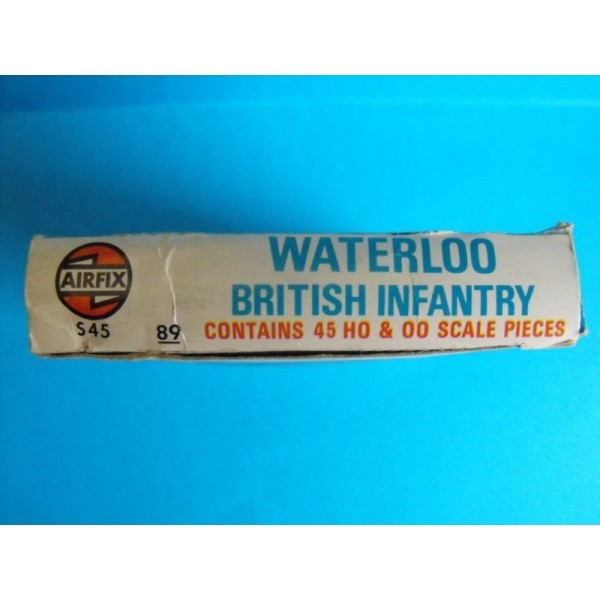 AIRFIX
S45
89
WATERLOO
BRITISH INFANTRY
CONTAINS 45 HO & OO SCALE PIECES